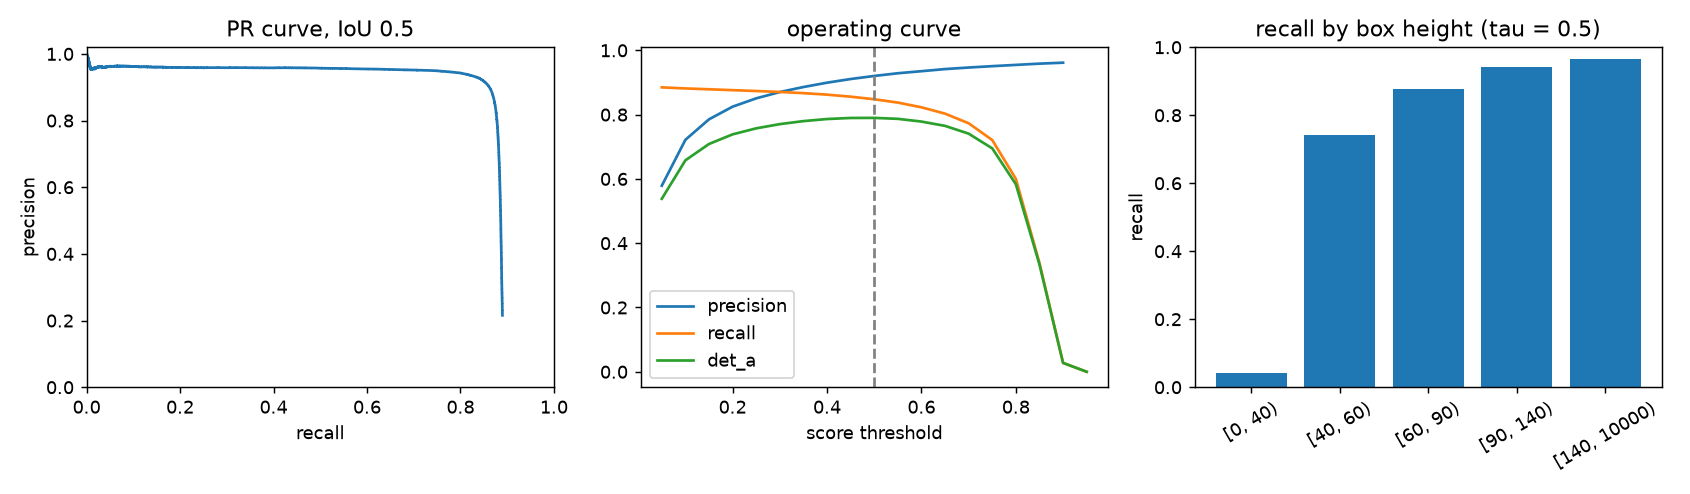 PR curve, IoU 0.5
precision
1.0
0.8
0.6
0.4
0.2
0.0
0.0 0.2 0.4 0.6 0.8 1.0
recall
operating curve
1.0
0.8
0.6
0.4
0.2
0.0
precision
recall
det_a
0.2 0.4 0.6 0.8
score threshold
recall by box height (tau = 0.5)
recall
1.0
0.8
0.6
0.4
0.2
0.0
[0, 40) [40, 60) [60, 90) [90, 140) [140, 10000)